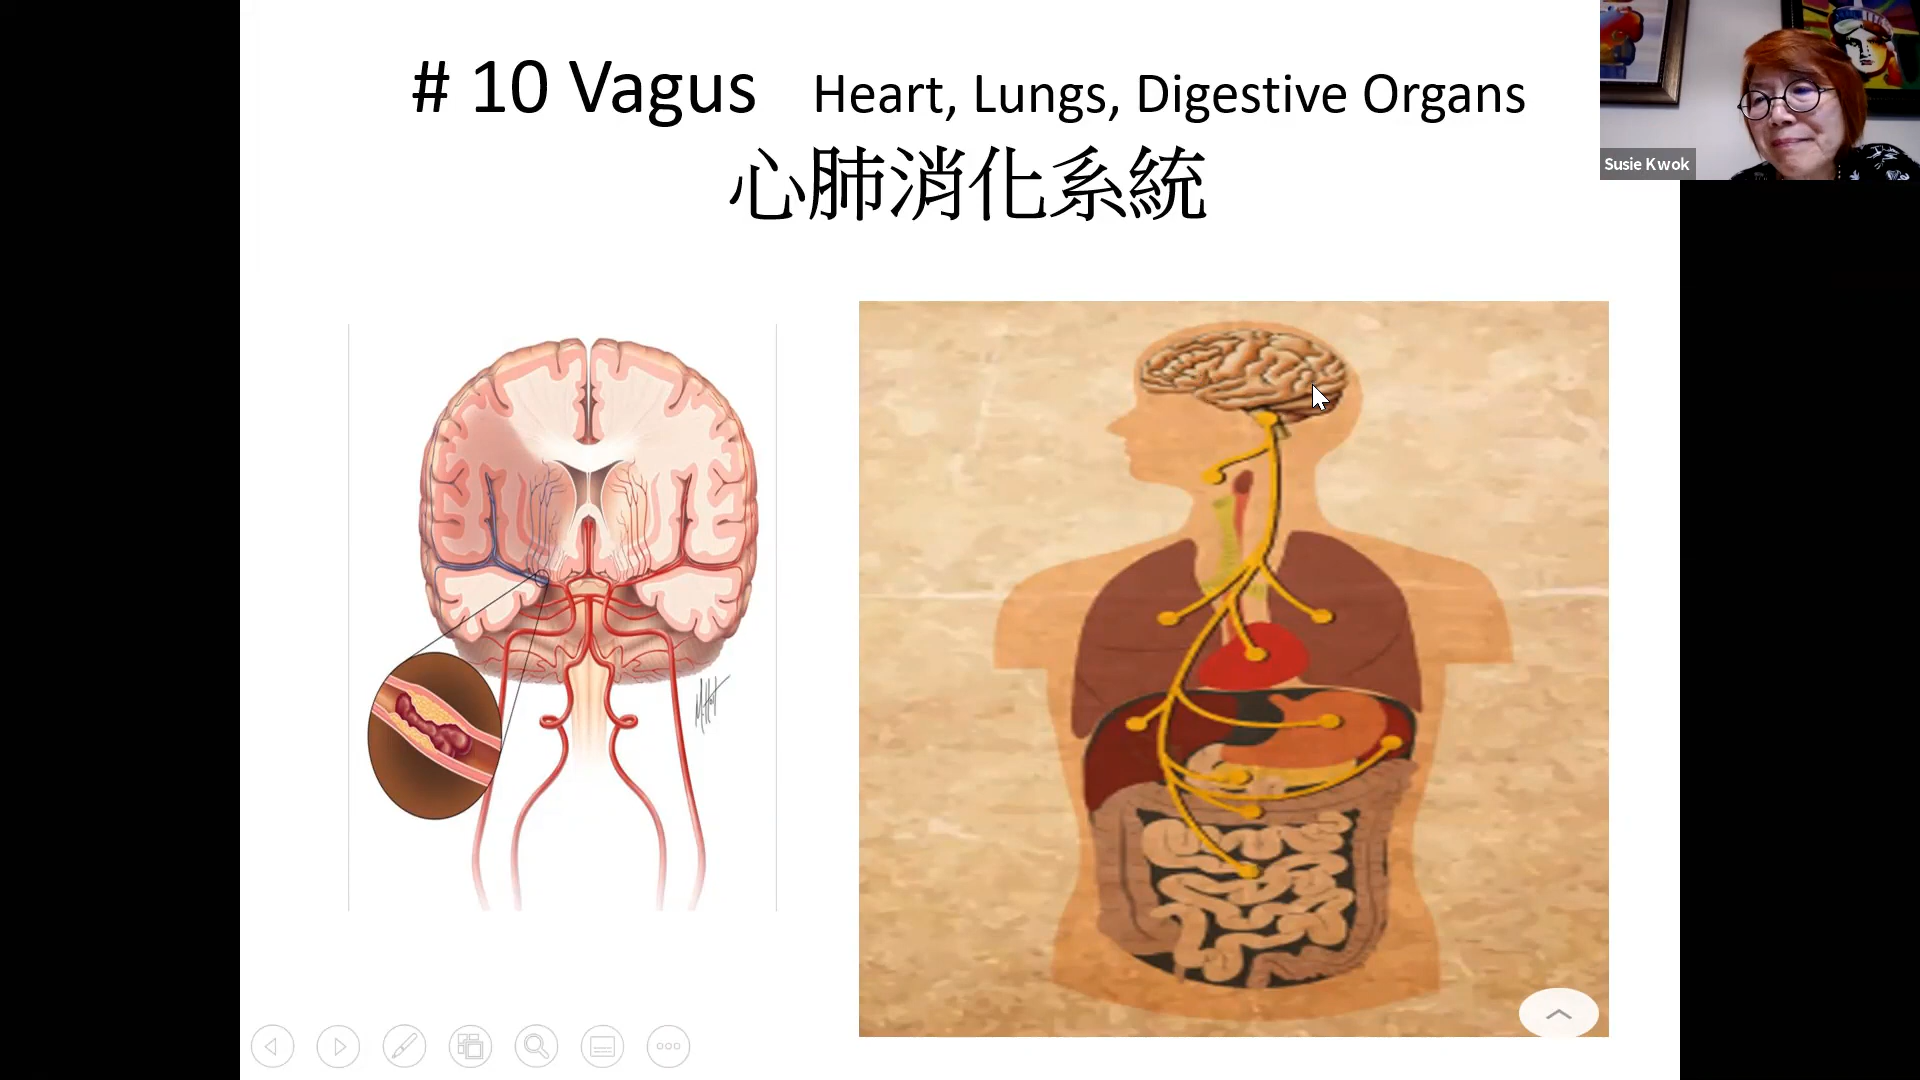 # 10 Vagus Heart, Lungs, Digestive Organs
心肺消化系統
Susie Kwok